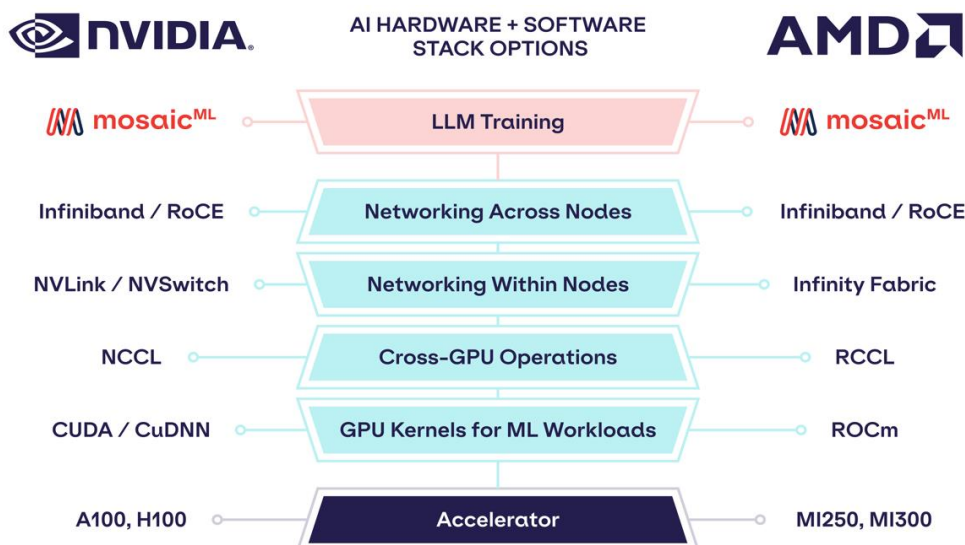 NVIDIA.
AI HARDWARE + SOFTWARE
STACK OPTIONS
AMD
mosaicML
LLM Training
mosaicML
Infiniband / RoCE
Networking Across Nodes
Infiniband / RoCE
NVLink / NVSwitch
Networking Within Nodes
Infinity Fabric
NCCL
Cross-GPU Operations
RCCL
CUDA / CuDNN
GPU Kernels for ML Workloads
ROCm
A100, H100
Accelerator
MI250, MI300